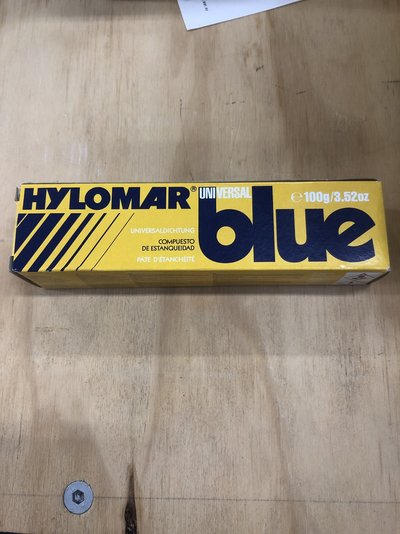 HYLOMAR®
UNIVERSAL
blue
℮100g/3.52oz
UNIVERSALDICHTUNG
COMPUESTO
DE ESTANQUEIDAD
PÂTE D'ÉTANCHÉITÉ